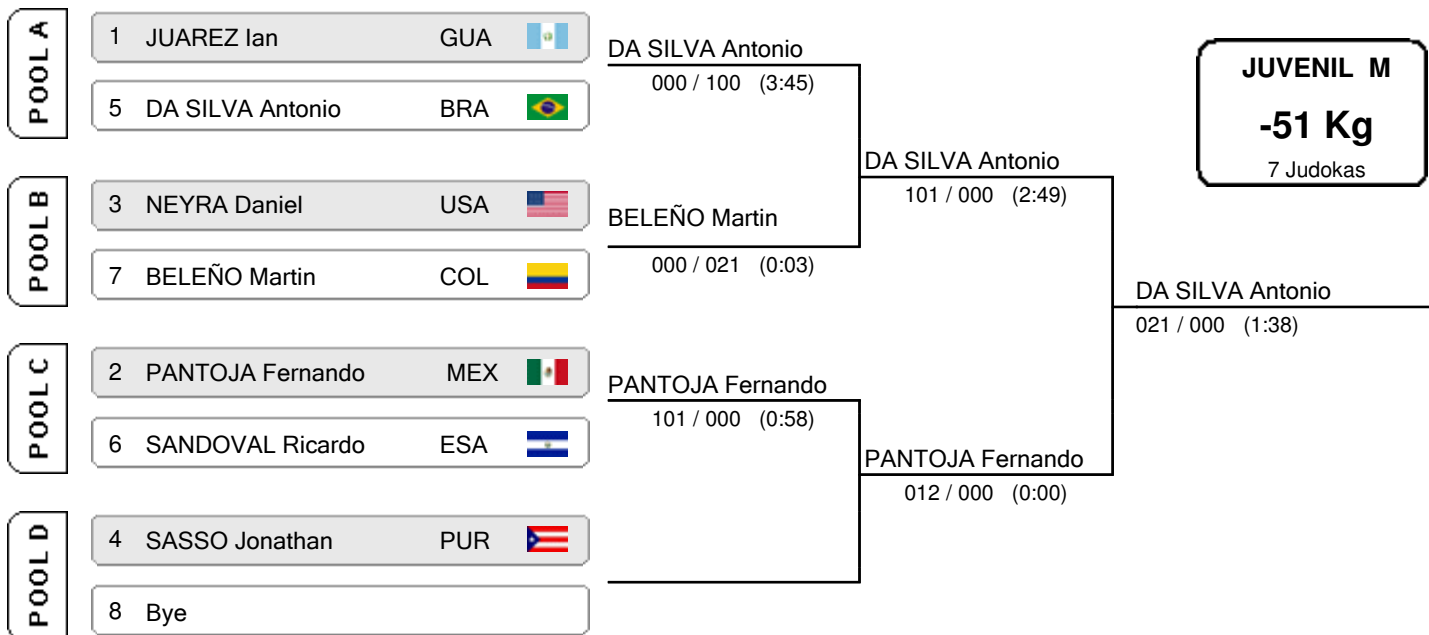 POOL A
1 JUAREZ Ian GUA
5 DA SILVA Antonio BRA
POOL B
3 NEYRA Daniel USA
7 BELEÑO Martin COL
POOL C
2 PANTOJA Fernando MEX
6 SANDOVAL Ricardo ESA
POOL D
4 SASSO Jonathan PUR
8 Bye
DA SILVA Antonio
000 / 100 (3:45)
BELEÑO Martin
000 / 021 (0:03)
PANTOJA Fernando
101 / 000 (0:58)
DA SILVA Antonio
101 / 000 (2:49)
PANTOJA Fernando
012 / 000 (0:00)
DA SILVA Antonio
021 / 000 (1:38)
JUVENIL M
-51 Kg
7 Judokas